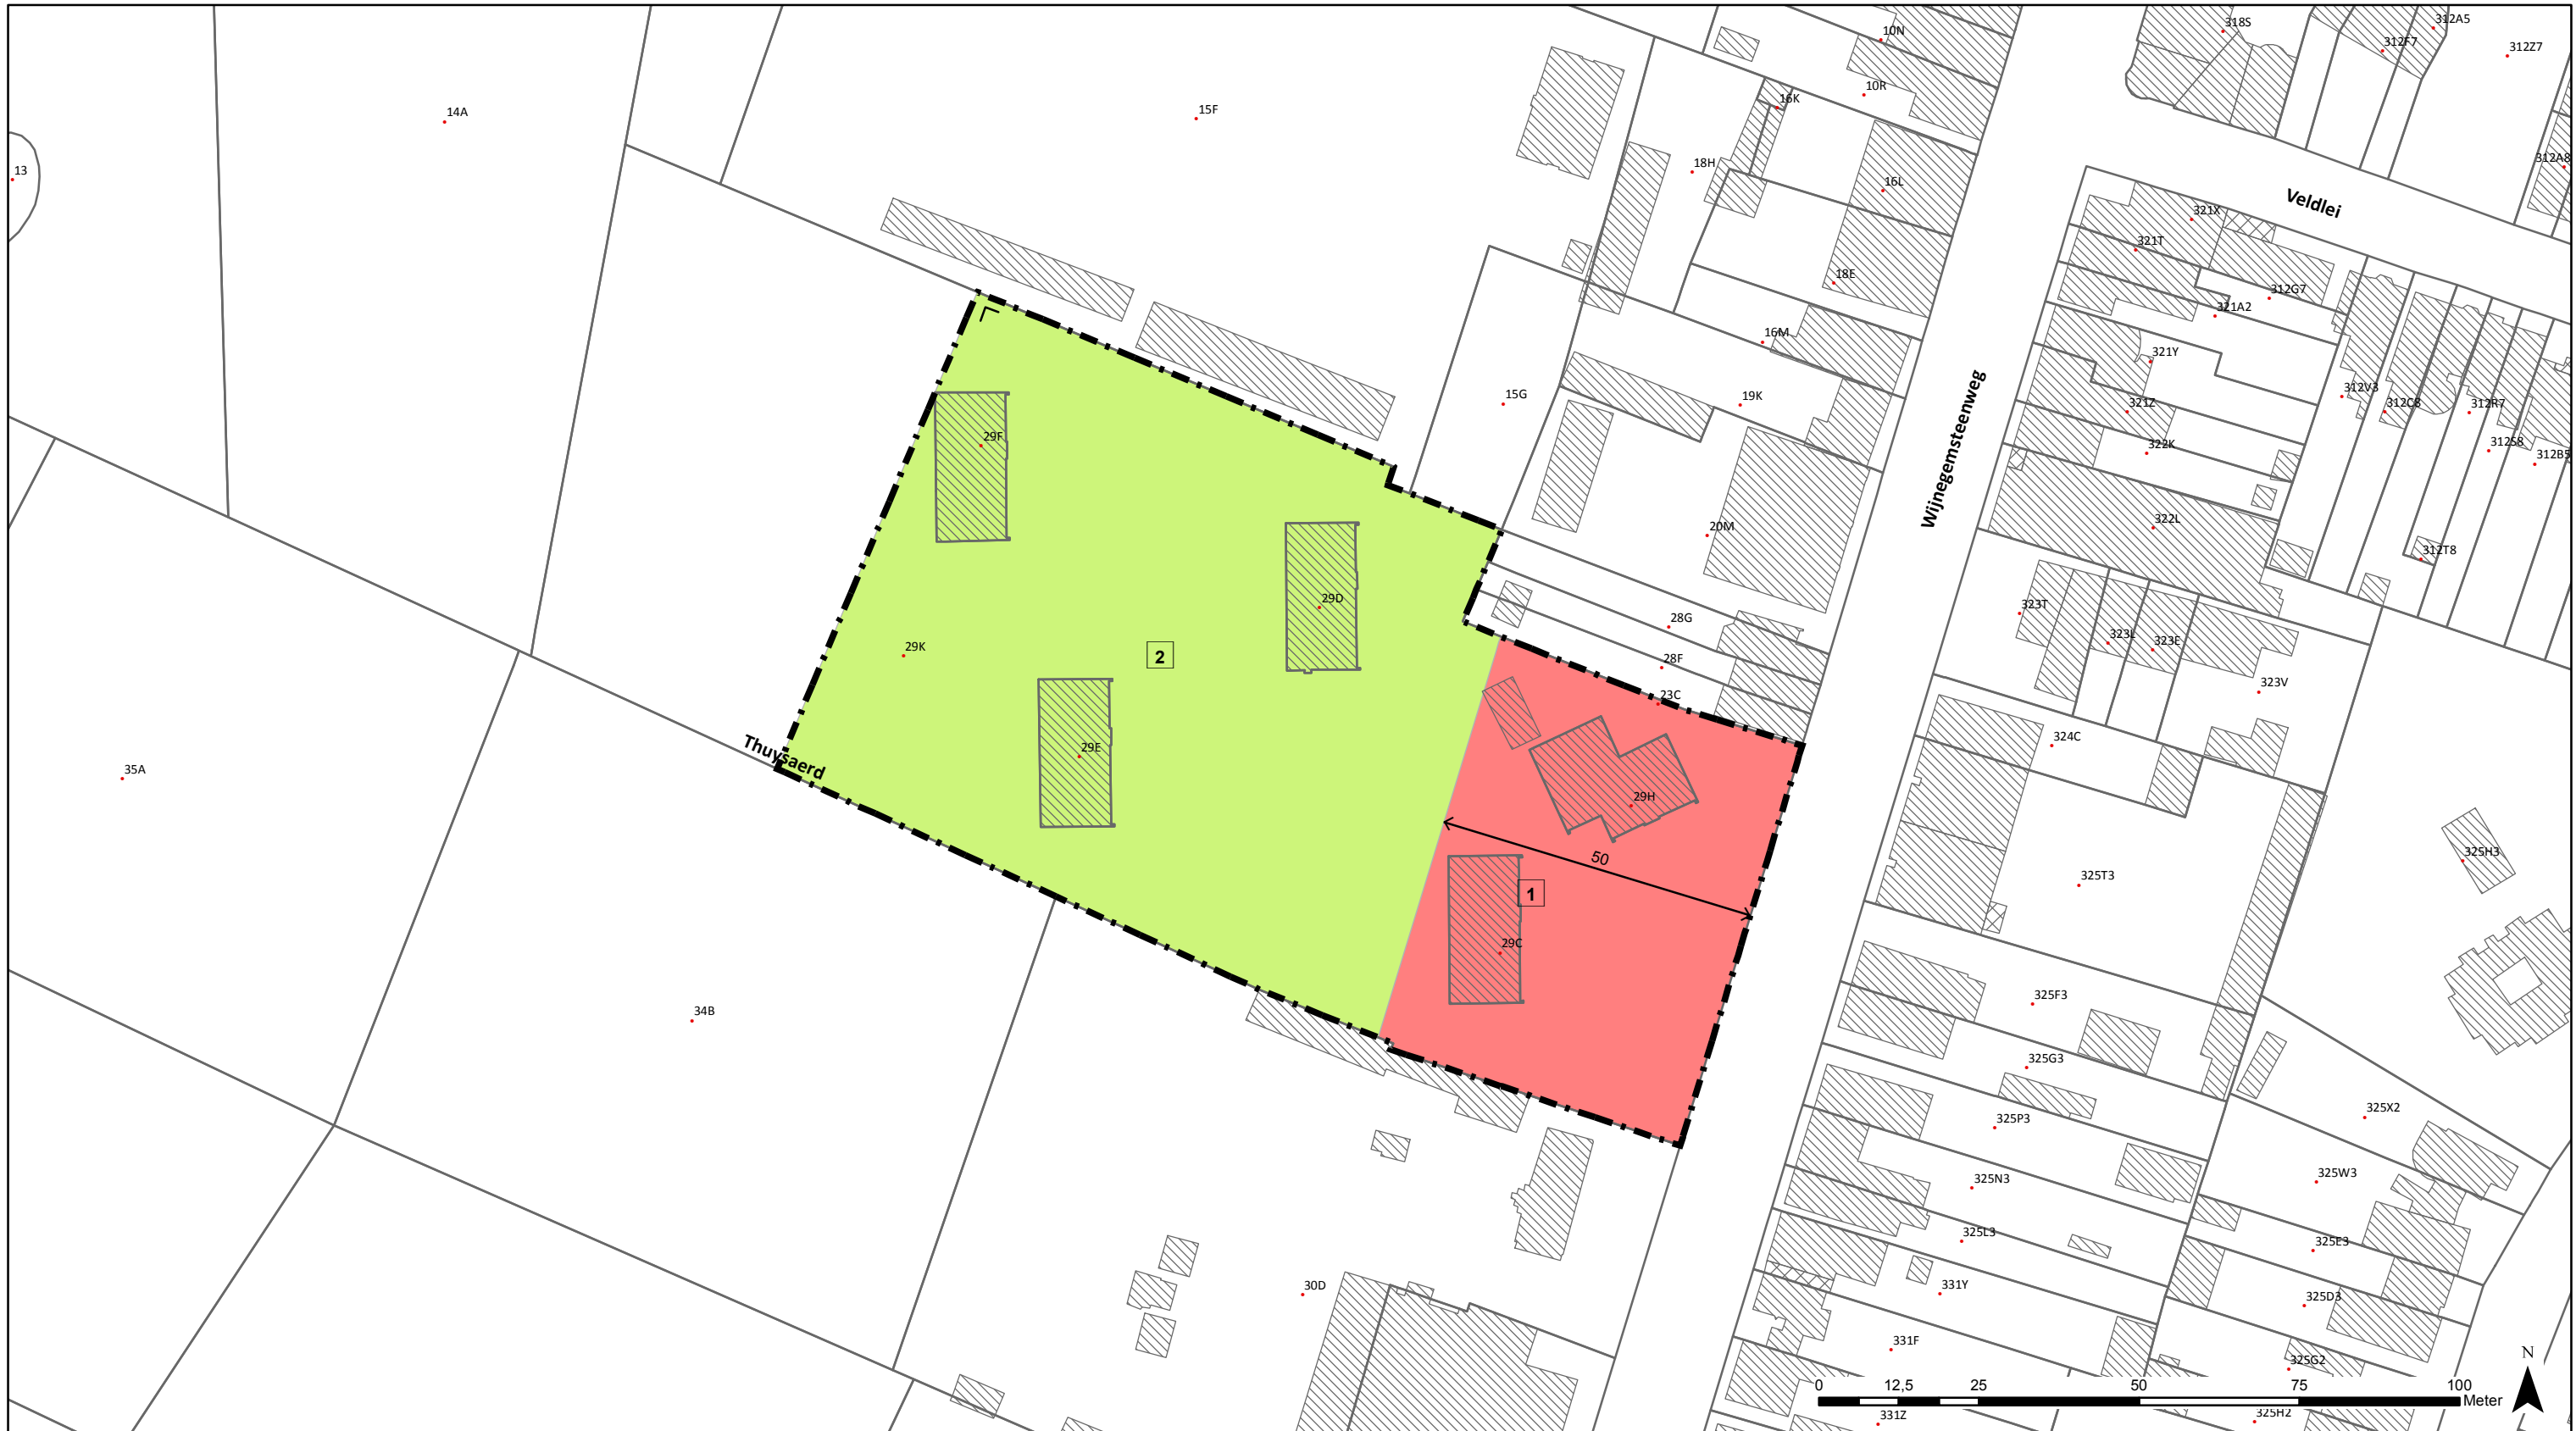 10N
318S
312A5
312F7
312Z7
14A
15F
16K
10R
13
18H
16L
312A8
Veldlei
321X
321T
18E
312G7
321A2
16M
321Y
15G
19K
321Z
312V3
312C8
312R7
29F
322K
312S8
312B5
20M
322L
Wijnegemsteenweg
312T8
29D
28G
323T
323L
323E
29K
2
28F
23C
323V
Thuysaerd
29E
324C
35A
29H
50
325H3
1
325T3
29C
34B
325F3
325G3
325P3
325X2
325N3
325W3
325L3
325E3
30D
331Y
325D3
331F
325G2
N
0 12,5 25 50 75 100
Meter
331Z
325H2